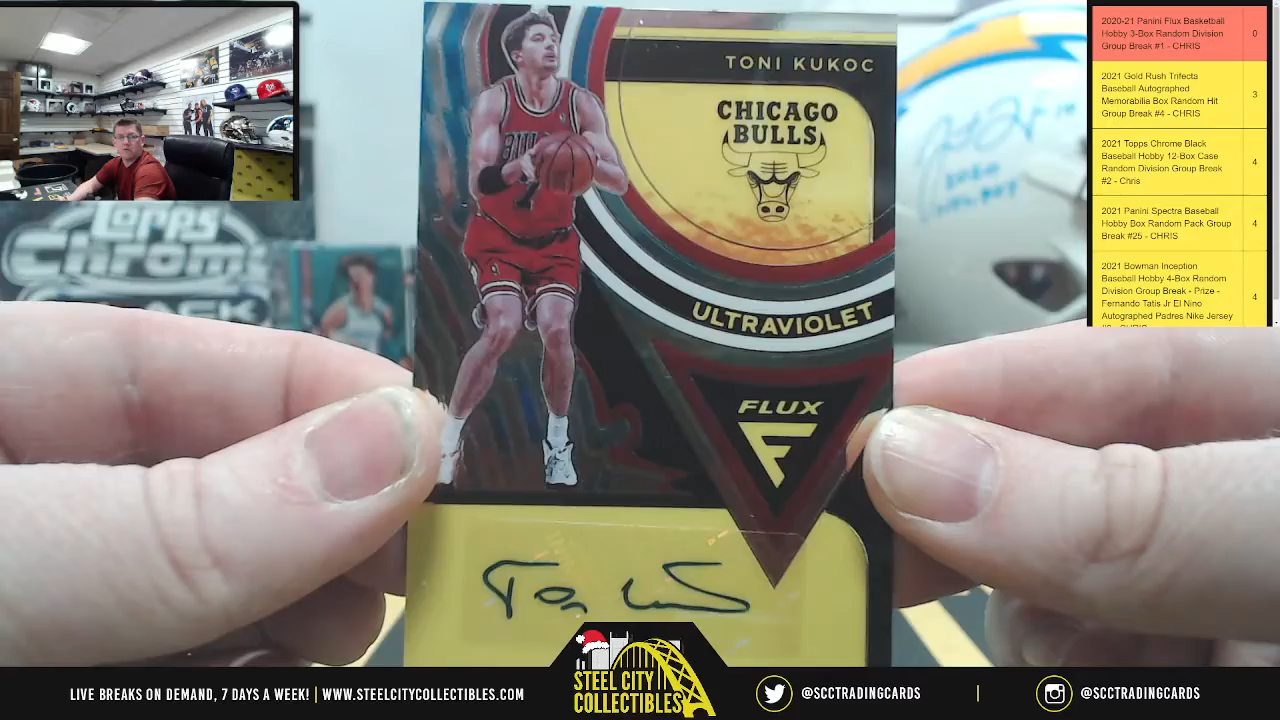 TONI KUKOC
CHICAGO
BULLS
ULTRAVIOLET
FLUX
F
Topps
Chrome
BLACK
2020-21 Panini Flux Basketball
Hobby 3-Box Random Division
Group Break #1 - CHRIS
0
2021 Gold Rush Trifecta
Baseball Autographed
Memorabilia Box Random Hit
Group Break #4 - CHRIS
3
2021 Topps Chrome Black
Baseball Hobby 12-Box Case
Random Division Group Break
#2 - Chris
4
2021 Panini Spectra Baseball
Hobby Box Random Pack Group
Break #25 - CHRIS
4
2021 Bowman Inception
Baseball Hobby 4-Box Random
Division Group Break - Prize -
Fernando Tatis Jr El Nino
Autographed Padres Nike Jersey
4
LIVE BREAKS ON DEMAND, 7 DAYS A WEEK! | WWW.STEELCITYCOLLECTIBLES.COM
STEEL CITY
COLLECTIBLES
@SCCTRADINGCARDS
@SCCTRADINGCARDS